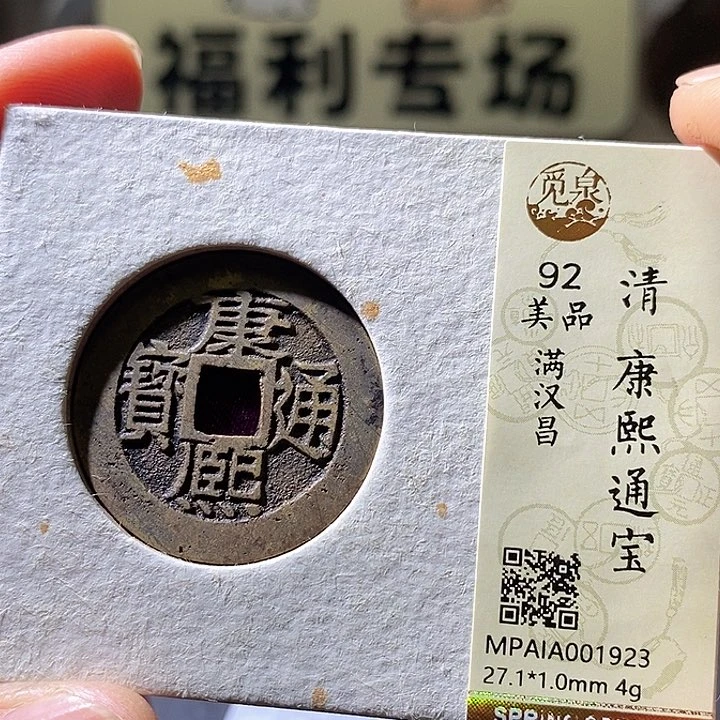 福利专场
康熙通寶
觅泉
92
美品
满汉昌
清 康熙通宝
MPAIA001923
27.1*1.0mm 4g